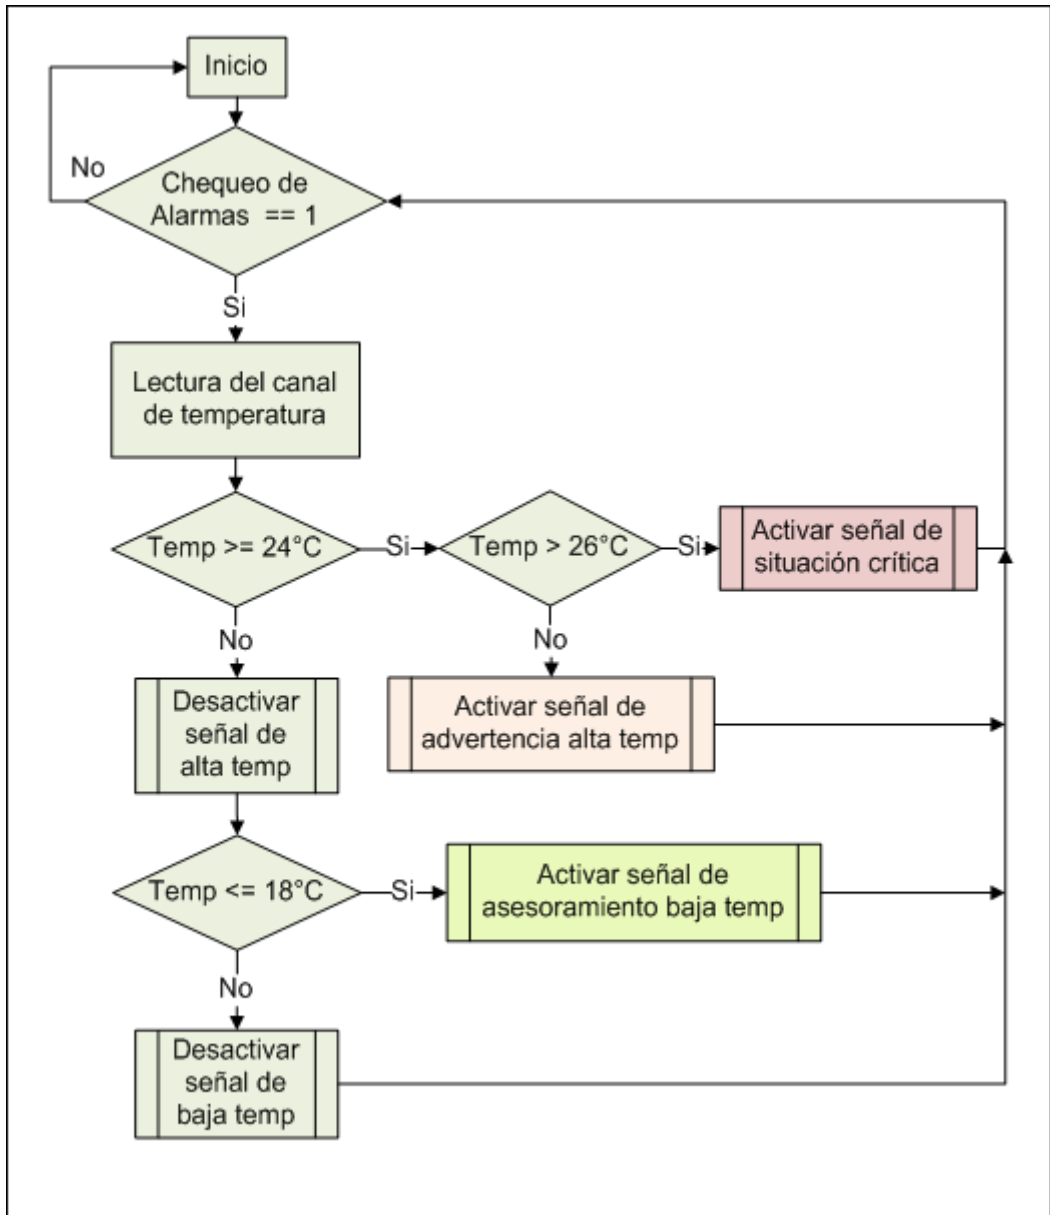 Inicio
No
Chequeo de
Alarmas == 1
Si
Lectura del canal
de temperatura
Temp >= 24°C
Si
Temp > 26°C
Si
Activar señal de
situación crítica
No
No
Desactivar
señal de
alta temp
Activar señal de
advertencia alta temp
Temp <= 18°C
Si
Activar señal de
asesoramiento baja temp
No
Desactivar
señal de
baja temp